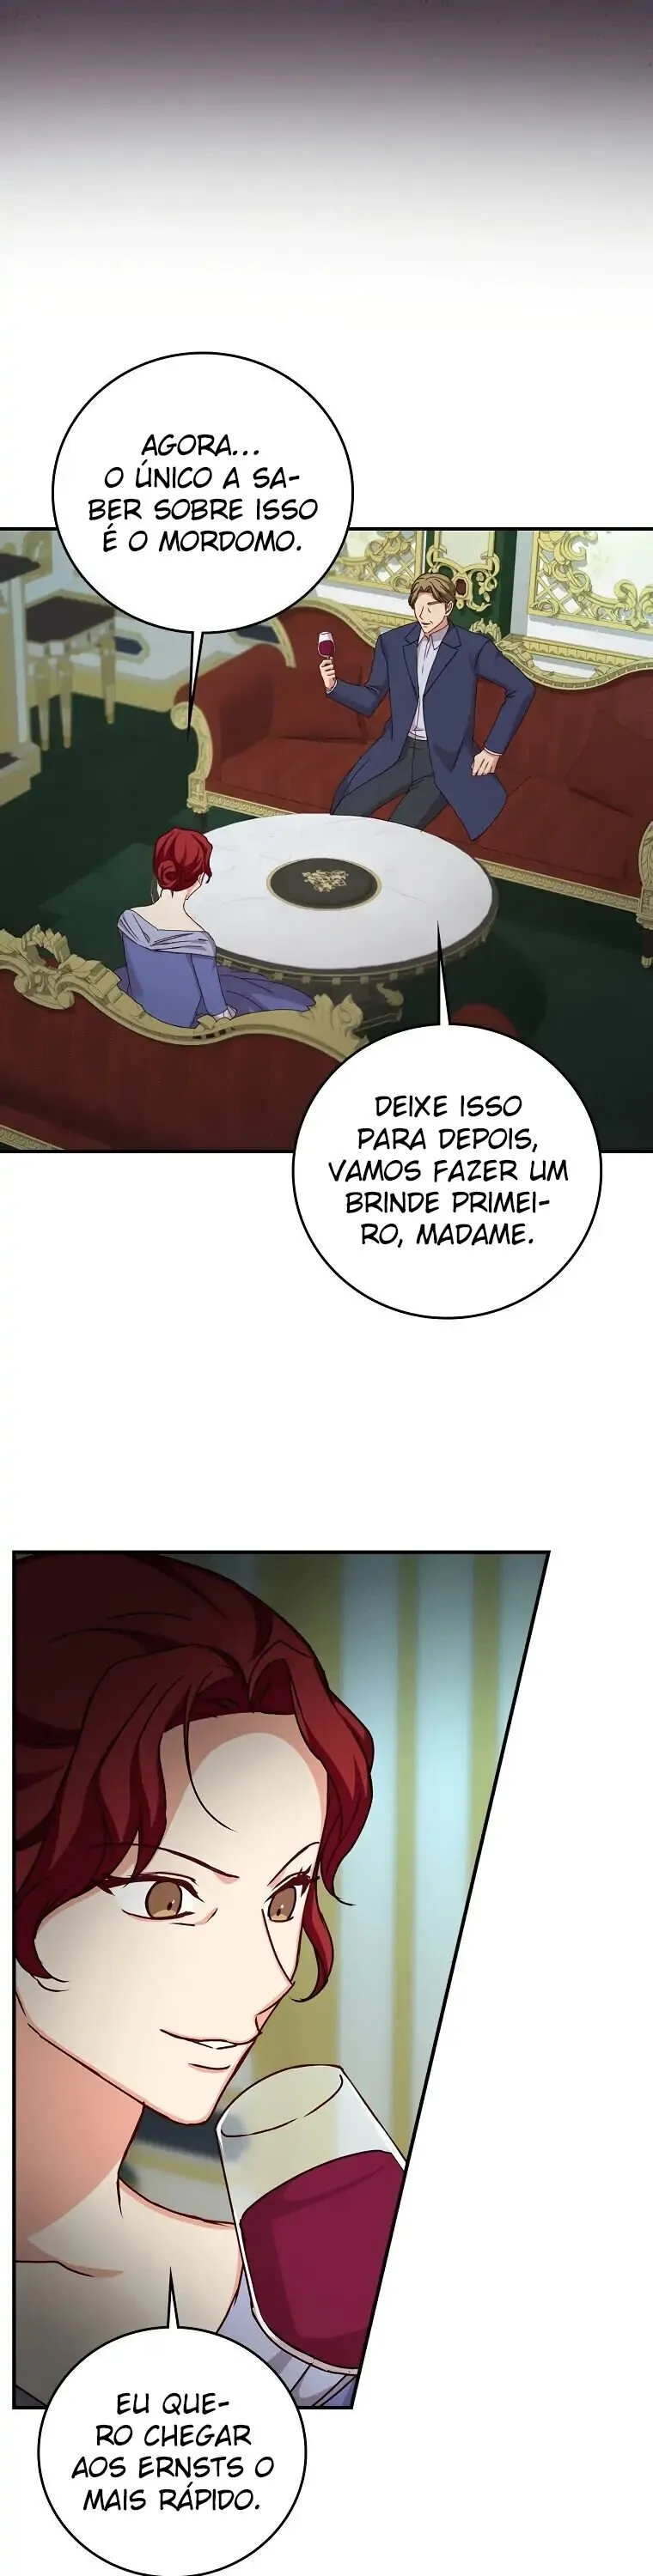 AGORA...
O ÚNICO A SA-
BER SOBRE ISSO
É O MORDOMO.
DEIXE ISSO
PARA DEPOIS,
VAMOS FAZER UM
BRINDE PRIMEI-
RO, MADAME.
EU QUE-
RO CHEGAR
AOS ERNSTS O
MAIS RÁPIDO.